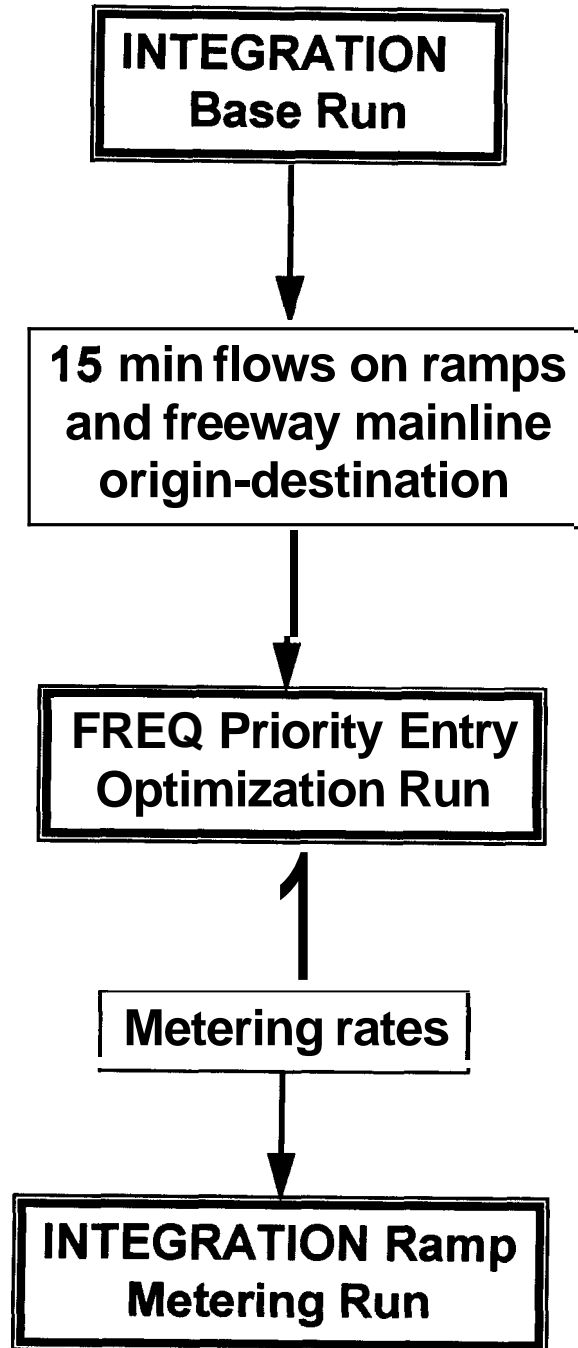 INTEGRATION
Base Run
15 min flows on ramps
and freeway mainline
origin-destination
FREQ Priority Entry
Optimization Run
1
Metering rates
INTEGRATION Ramp
Metering Run